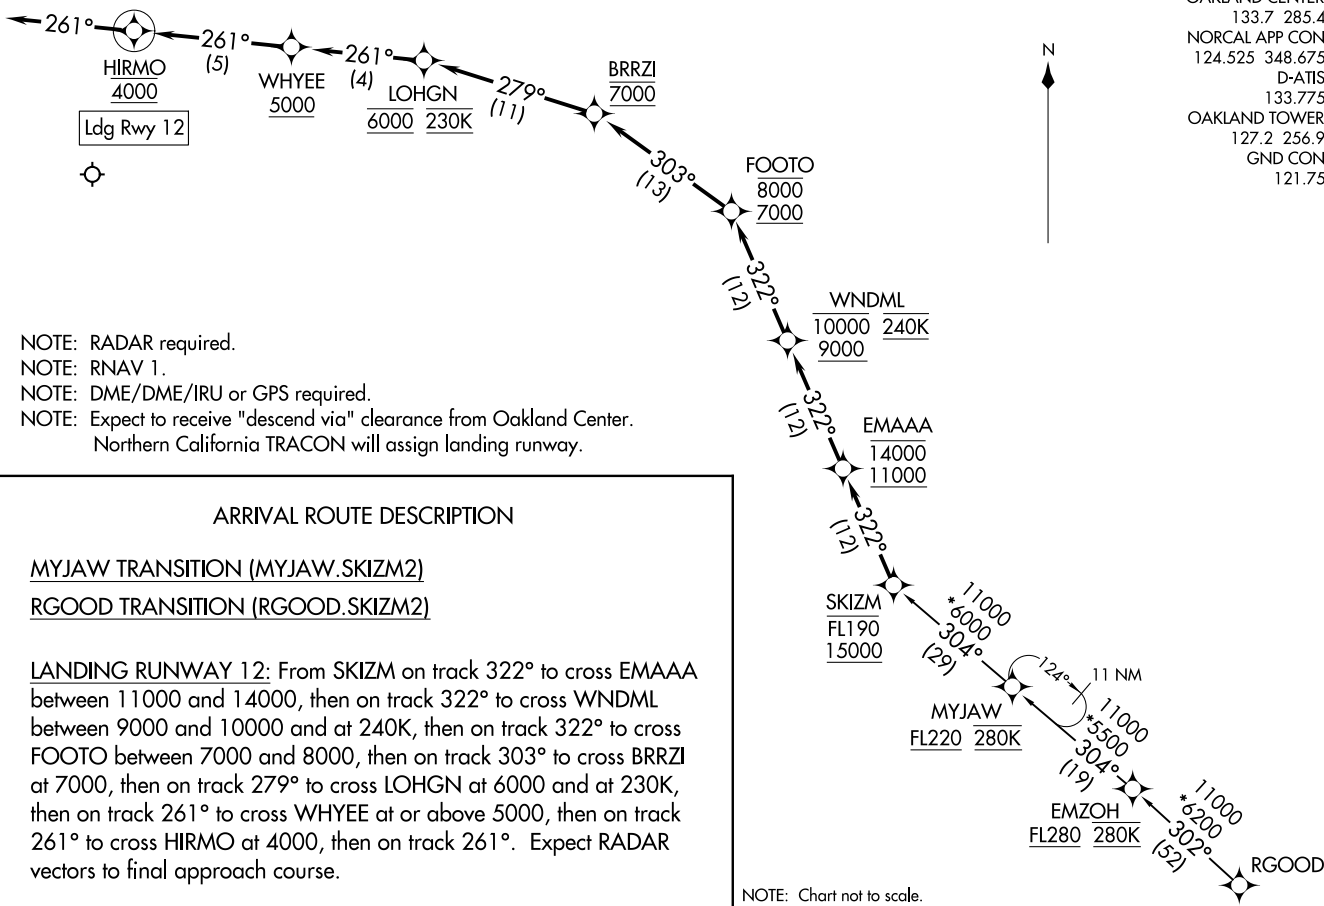 OAKLAND CENTER
133.7 285.4
NORCAL APP CON
124.525 348.675
D-ATIS
133.775
OAKLAND TOWER
127.2 256.9
GND CON
121.75
N
261°
HIRMO
4000
Ldg Rwy 12
261°
(5)
WHYEE
5000
261°
(4)
LOHGN
6000 230K
279°
(11)
BRRZI
7000
303°
(13)
FOOTO
8000
7000
322°
(12)
WNDML
10000 240K
9000
322°
(12)
EMAAA
14000
11000
322°
(12)
SKIZM
FL190
15000
11000
*6000
304°
(29)
124°
11 NM
MYJAW
FL220 280K
11000
*5500
304°
(19)
EMZOH
FL280 280K
11000
*6200
302°
(52)
RGOOD
NOTE: RADAR required.
NOTE: RNAV 1.
NOTE: DME/DME/IRU or GPS required.
NOTE: Expect to receive "descend via" clearance from Oakland Center.
Northern California TRACON will assign landing runway.
ARRIVAL ROUTE DESCRIPTION
MYJAW TRANSITION (MYJAW.SKIZM2)
RGOOD TRANSITION (RGOOD.SKIZM2)
LANDING RUNWAY 12: From SKIZM on track 322° to cross EMAAA
between 11000 and 14000, then on track 322° to cross WNDML
between 9000 and 10000 and at 240K, then on track 322° to cross
FOOTO between 7000 and 8000, then on track 303° to cross BRRZI
at 7000, then on track 279° to cross LOHGN at 6000 and at 230K,
then on track 261° to cross WHYEE at or above 5000, then on track
261° to cross HIRMO at 4000, then on track 261°. Expect RADAR
vectors to final approach course.
NOTE: Chart not to scale.